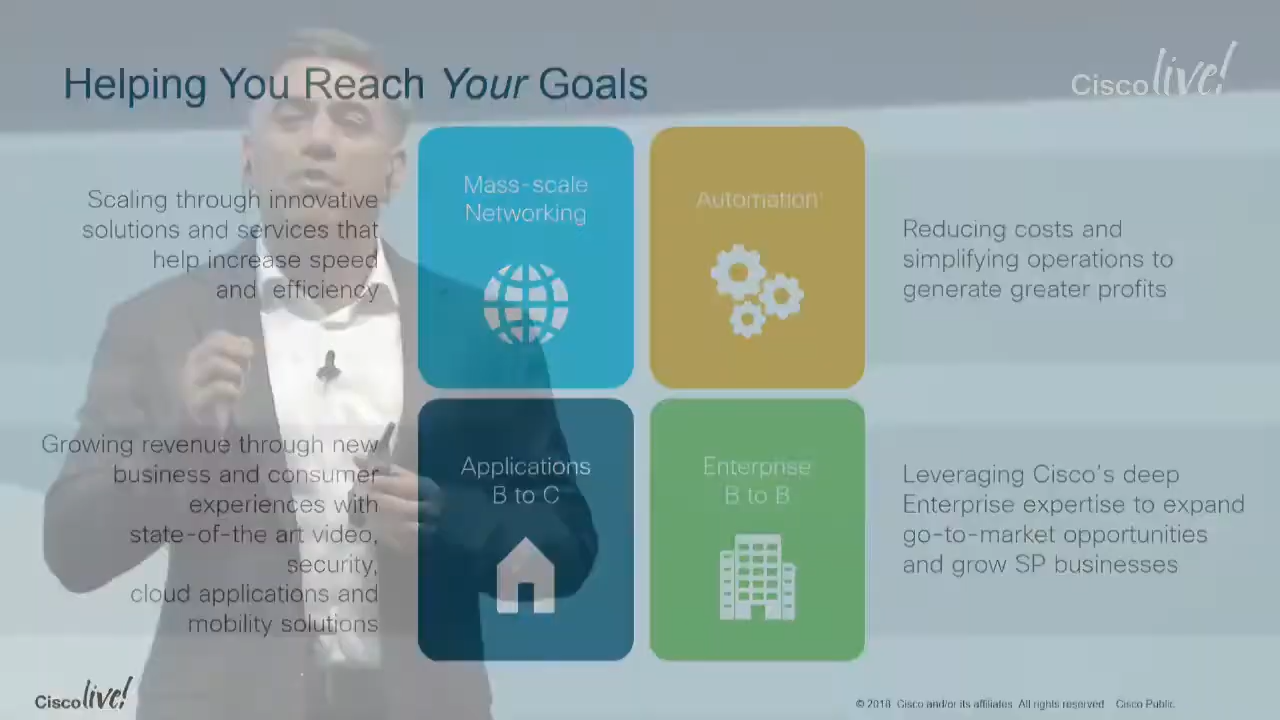 Helping You Reach Your Goals
Cisco live!
Scaling through innovative
solutions and services that
help increase speed
and efficiency
Mass-scale
Networking
Automation
Reducing costs and
simplifying operations to
generate greater profits
Growing revenue through new
business and consumer
experiences with
state-of-the art video,
security,
cloud applications and
mobility solutions
Applications
B to C
Enterprise
B to B
Leveraging Cisco's deep
Enterprise expertise to expand
go-to-market opportunities
and grow SP businesses
Cisco live!
© 2018 Cisco and/or its affiliates. All rights reserved. Cisco Public.